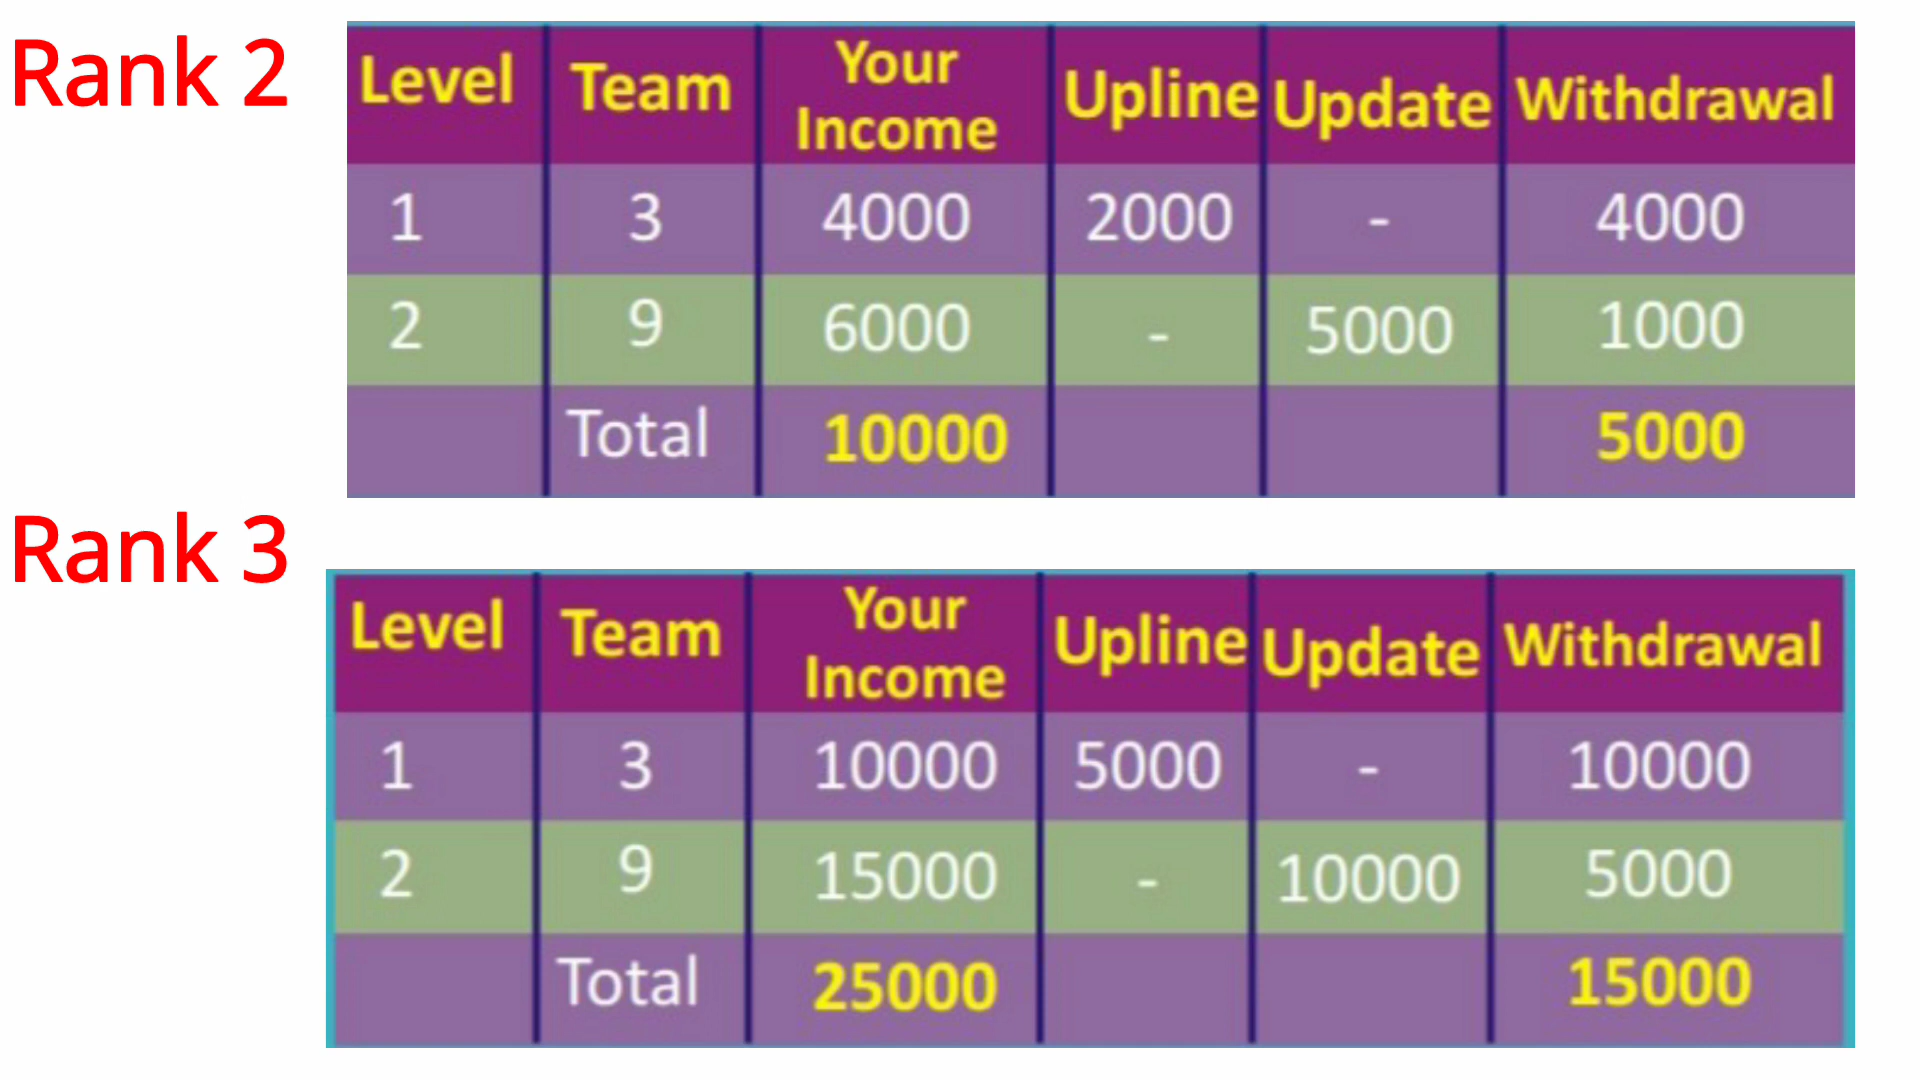 Rank 2
Level Team Your Income Upline Update Withdrawal
1 3 4000 2000 - 4000
2 9 6000 - 5000 1000
Total 10000 5000
Rank 3
Level Team Your Income Upline Update Withdrawal
1 3 10000 5000 - 10000
2 9 15000 - 10000 5000
Total 25000 15000